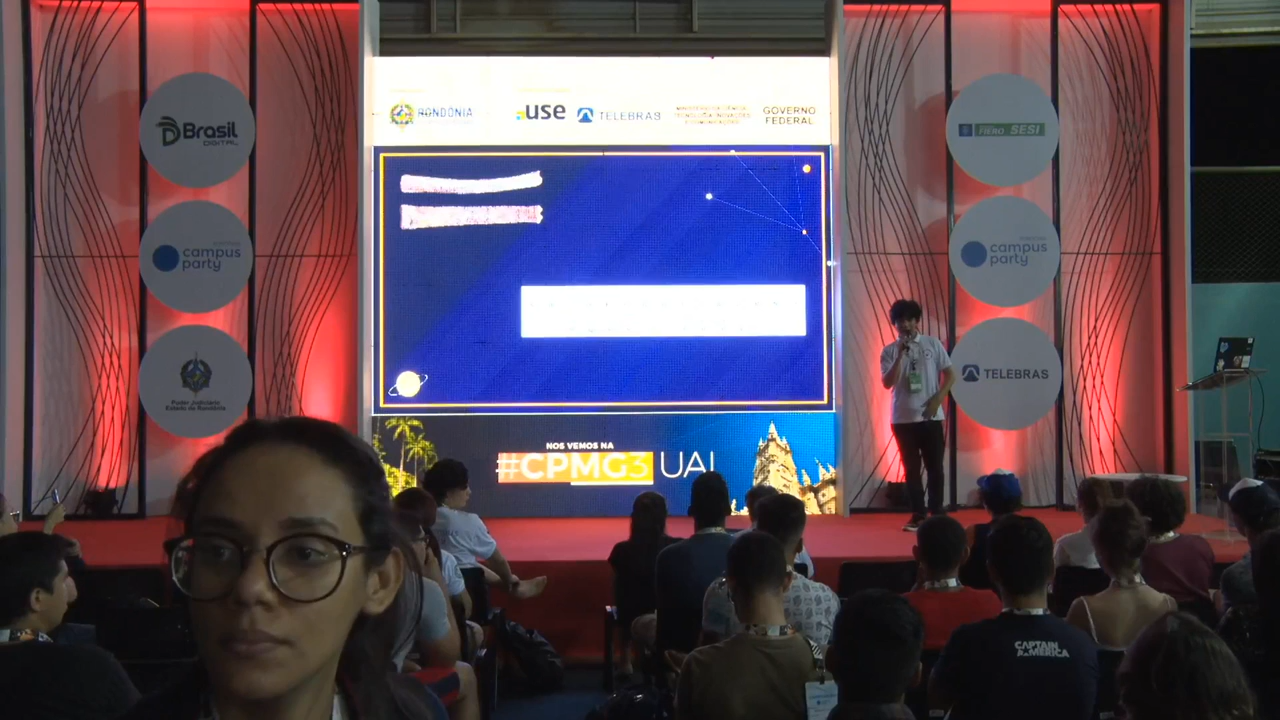 Brasil
DIGITAL
campus
party
Poder Judiciário
Estado de Rondônia
RONDÔNIA
use
TELEBRAS
GOVERNO
FEDERAL
FIERO SESI
campus
party
TELEBRAS
NOS VEMOS NA
#CPMG3 UAI
CAPTAIN
AMERICA